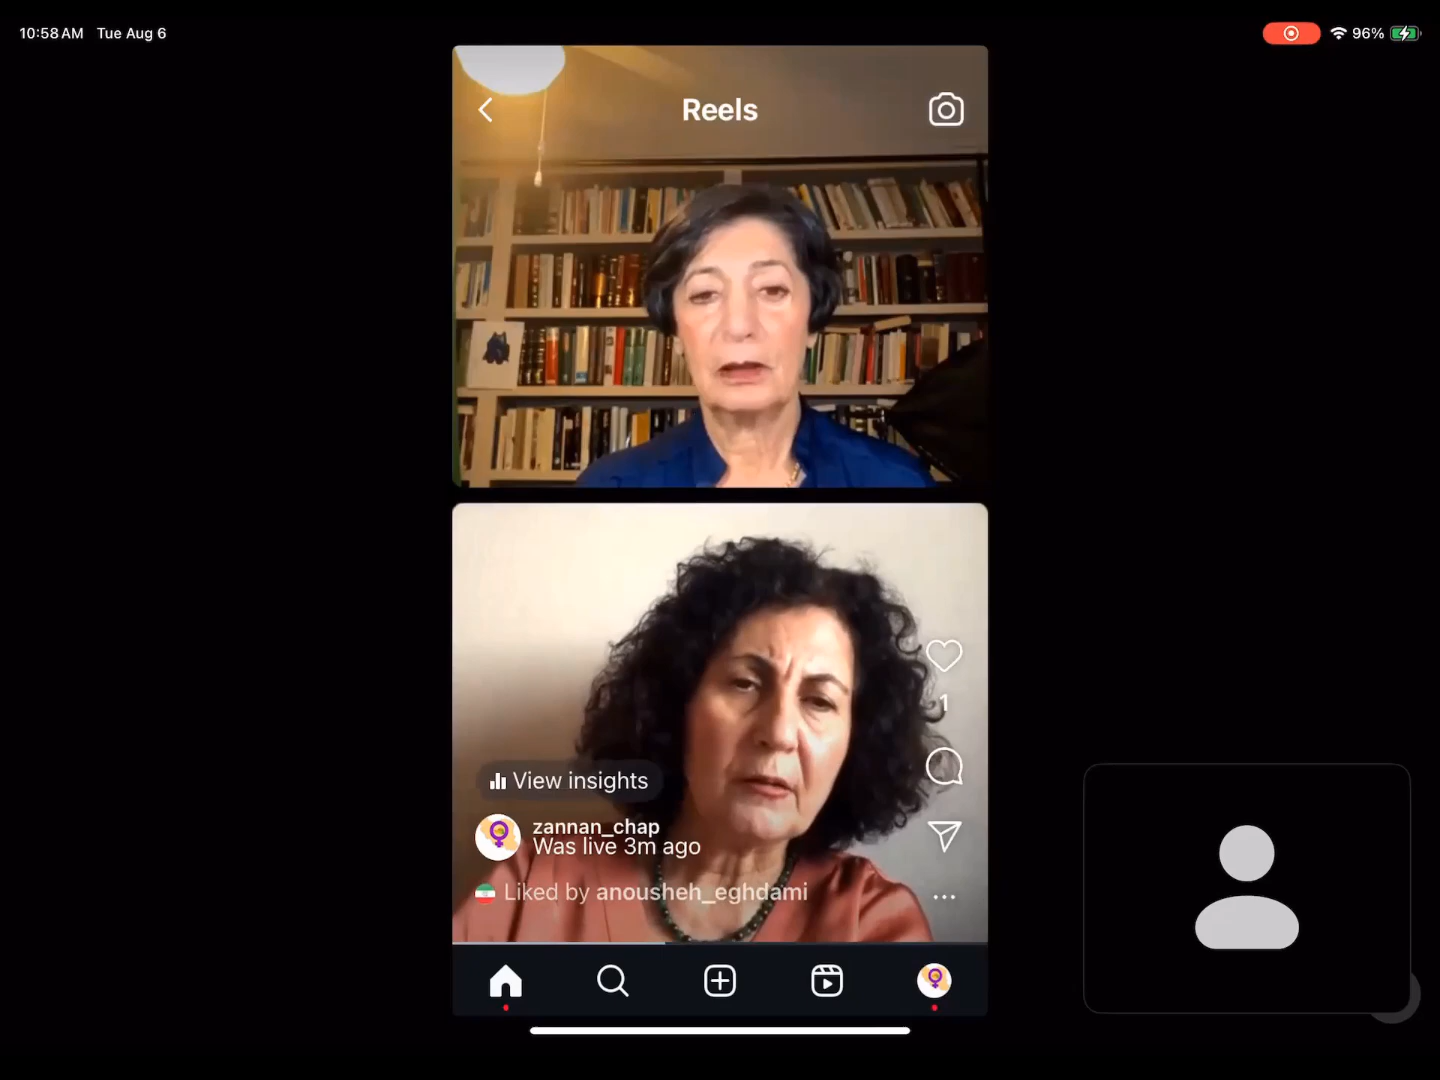 10:58 AM Tue Aug 6
96%
Reels
1
View insights
zannan_chap
Was live 3m ago
Liked by anousheh_eghdami